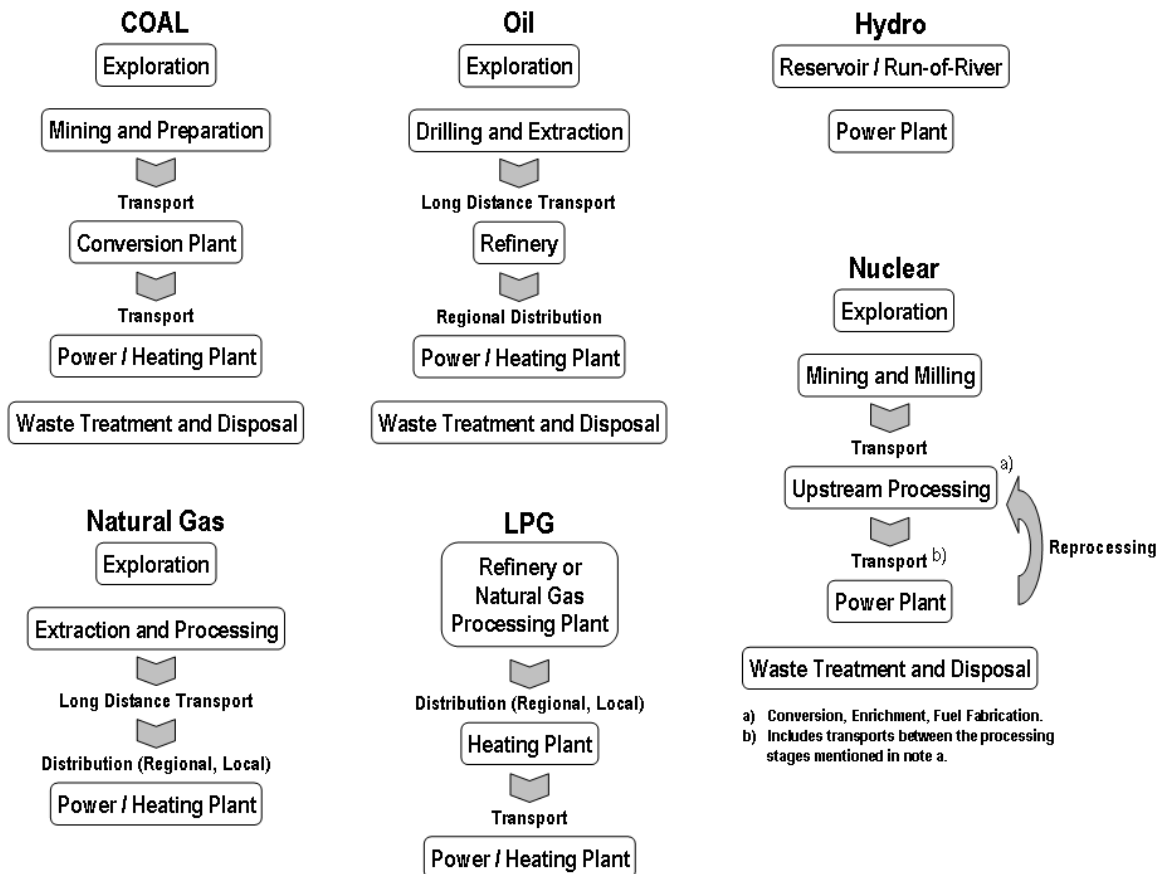 COAL
Exploration
Mining and Preparation
Transport
Conversion Plant
Transport
Power / Heating Plant
Waste Treatment and Disposal
Oil
Exploration
Drilling and Extraction
Long Distance Transport
Refinery
Regional Distribution
Power / Heating Plant
Waste Treatment and Disposal
Hydro
Reservoir / Run-of-River
Power Plant
Natural Gas
Exploration
Extraction and Processing
Long Distance Transport
Distribution (Regional, Local)
Power / Heating Plant
LPG
Refinery or
Natural Gas
Processing Plant
Distribution (Regional, Local)
Heating Plant
Transport
Power / Heating Plant
Nuclear
Exploration
Mining and Milling
Transport
Upstream Processing a)
Transport b)
Reprocessing
Power Plant
Waste Treatment and Disposal
a) Conversion, Enrichment, Fuel Fabrication.
b) Includes transports between the processing
stages mentioned in note a.